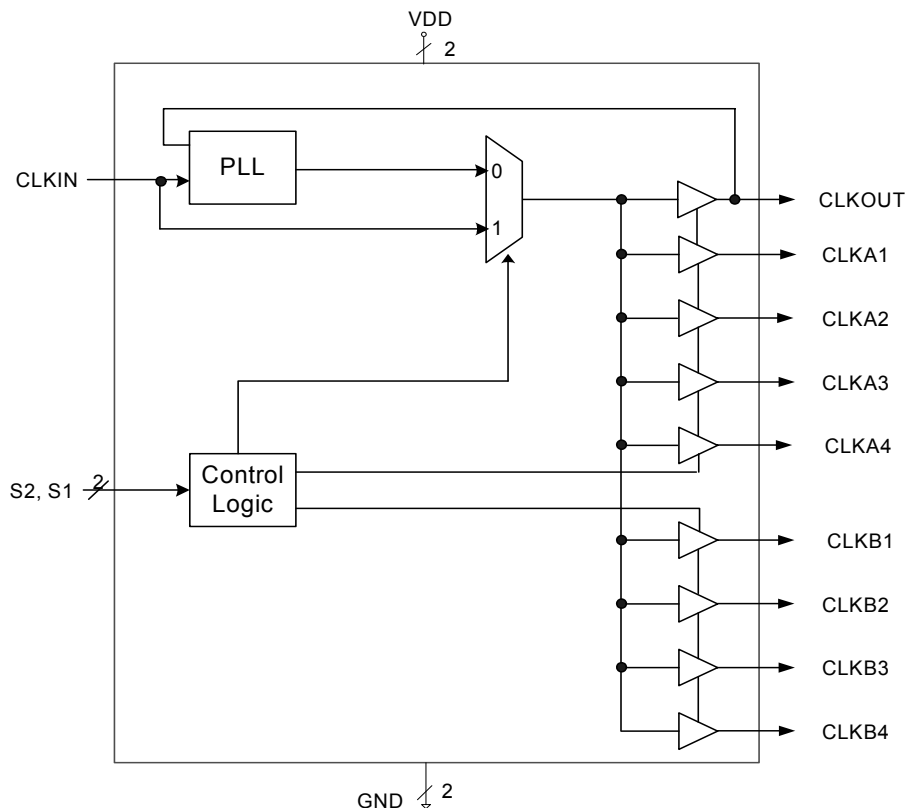 VDD
2
PLL
0
CLKIN
CLKOUT
1
CLKA1
CLKA2
CLKA3
CLKA4
Control
Logic
S2, S1
2
CLKB1
CLKB2
CLKB3
CLKB4
GND
2